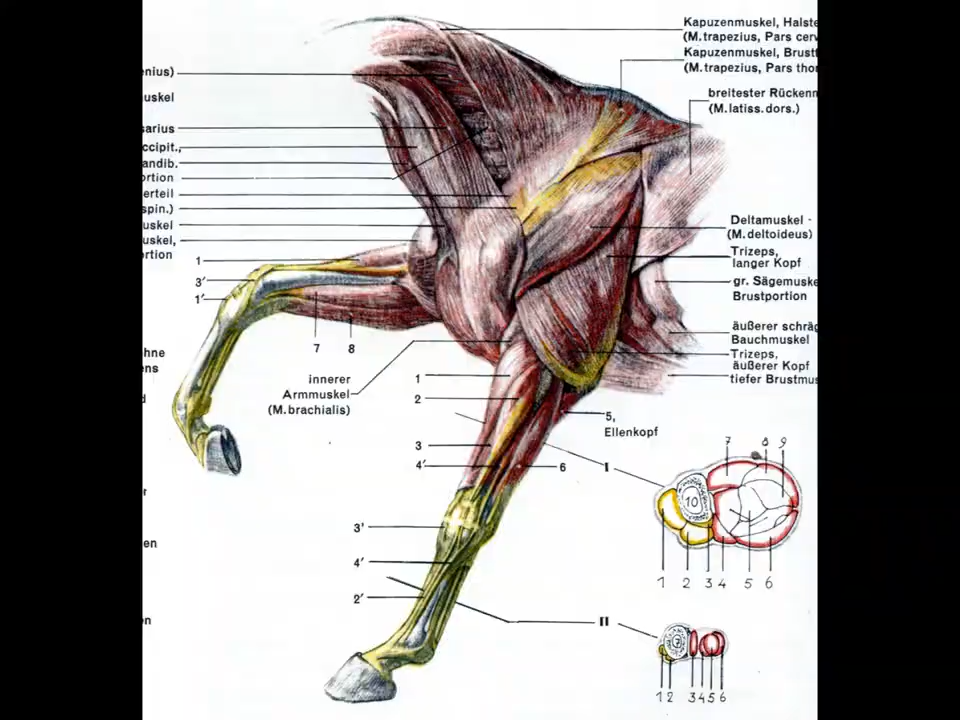 Kapuzenmuskel, Halste
(M.trapezius, Pars cerv
Kapuzenmuskel, Brustt
(M.trapezius, Pars thor
breitester Rückenm
(M.latiss.dors.)
enius)
uskel
sarius
ccipit.,
andib.
ortion
erteil
spin.)
uskel
uskel,
ortion
Deltamuskel
(M.deltoideus)
Trizeps,
langer Kopf
gr. Sägemuske
Brustportion
äußerer schräg
Bauchmuskel
Trizeps,
äußerer Kopf
tiefer Brustmus
1
3′
1′
7 8
hne
ens
d
innerer
Armmuskel
(M.brachialis)
1
2
5,
Ellenkopf
3
4′
6
I
7 8 9
10
1 2 3 4 5 6
r
en
3′
4′
2′
en
II
7
1 2 3 4 5 6